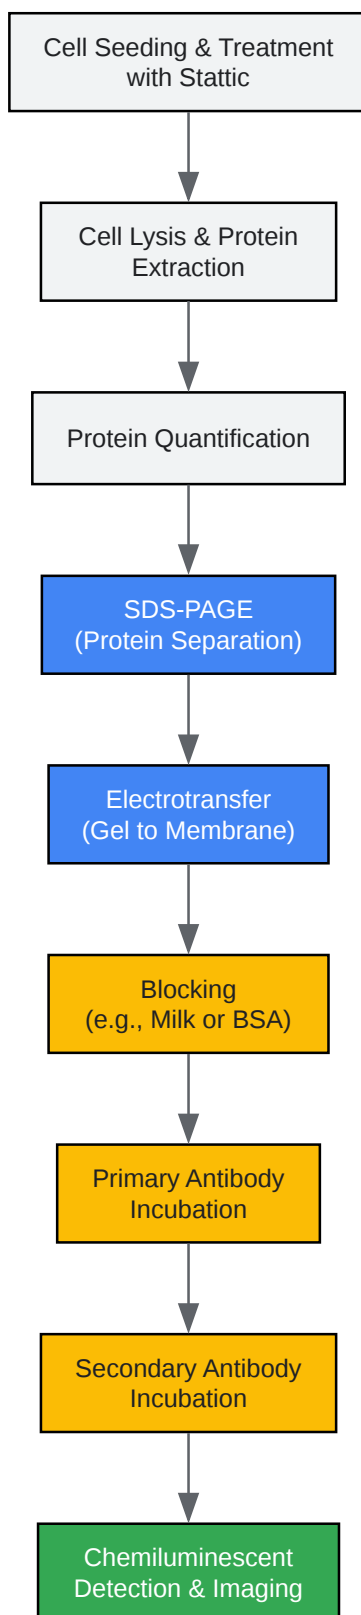 Cell Seeding & Treatment
with Stattic
Cell Lysis & Protein
Extraction
Protein Quantification
SDS-PAGE
(Protein Separation)
Electrotransfer
(Gel to Membrane)
Blocking
(e.g., Milk or BSA)
Primary Antibody
Incubation
Secondary Antibody
Incubation
Chemiluminescent
Detection & Imaging